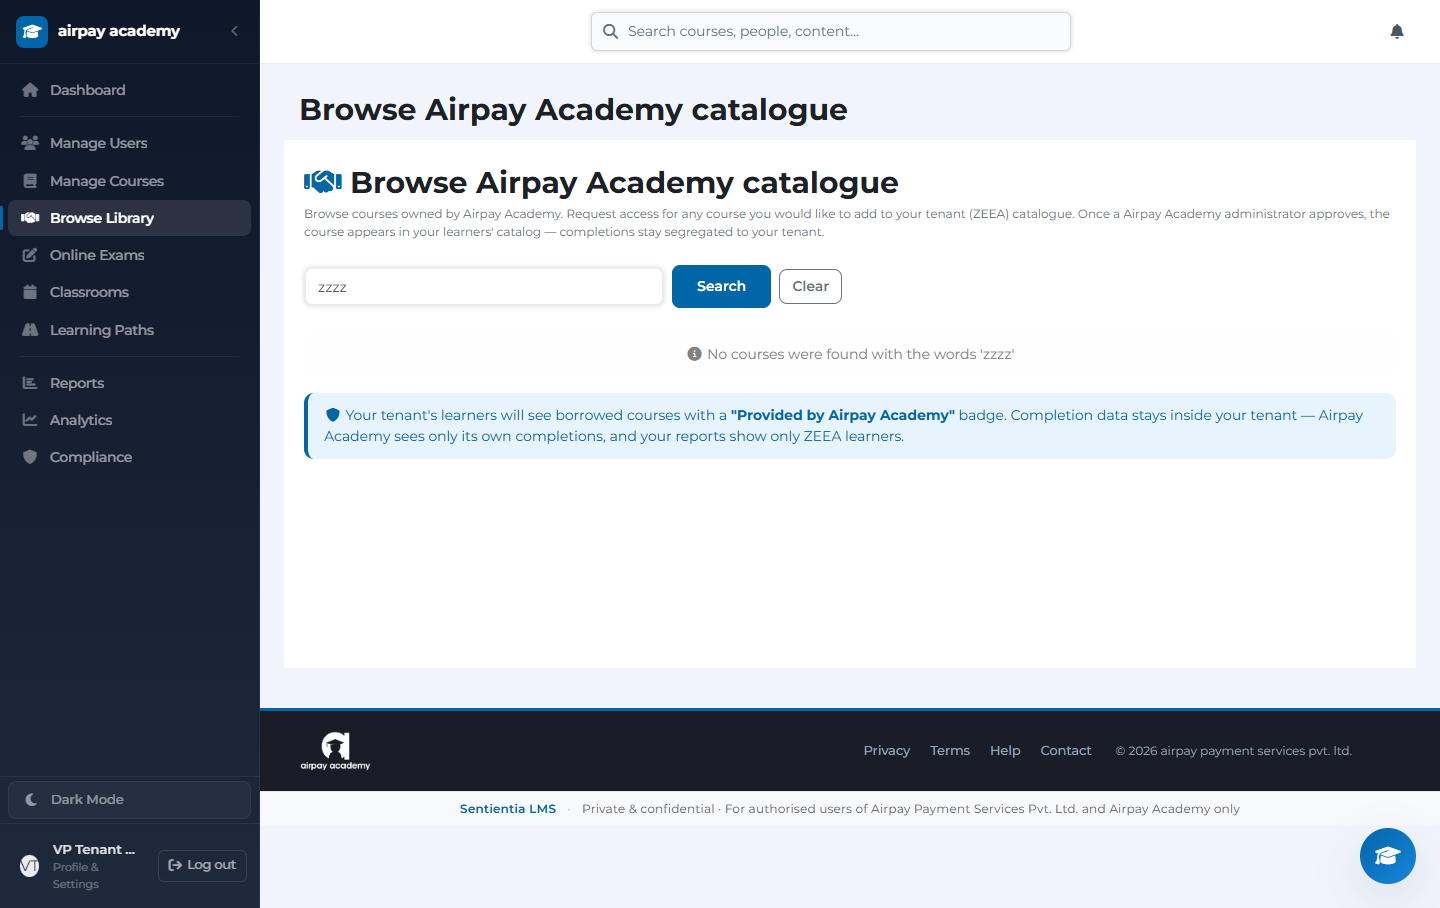 airpay academy
Search courses, people, content...
Dashboard
Manage Users
Manage Courses
Browse Library
Online Exams
Classrooms
Learning Paths
Reports
Analytics
Compliance
Dark Mode
VT
VP Tenant ...
Profile &
Settings
Log out
Browse Airpay Academy catalogue
Browse Airpay Academy catalogue
Browse courses owned by Airpay Academy. Request access for any course you would like to add to your tenant (ZEEA) catalogue. Once a Airpay Academy administrator approves, the
course appears in your learners' catalog — completions stay segregated to your tenant.
zzzz
Search
Clear
No courses were found with the words 'zzzz'
Your tenant's learners will see borrowed courses with a "Provided by Airpay Academy" badge. Completion data stays inside your tenant — Airpay
Academy sees only its own completions, and your reports show only ZEEA learners.
airpay academy
Privacy Terms Help Contact © 2026 airpay payment services pvt. ltd.
Sentientia LMS · Private & confidential · For authorised users of Airpay Payment Services Pvt. Ltd. and Airpay Academy only